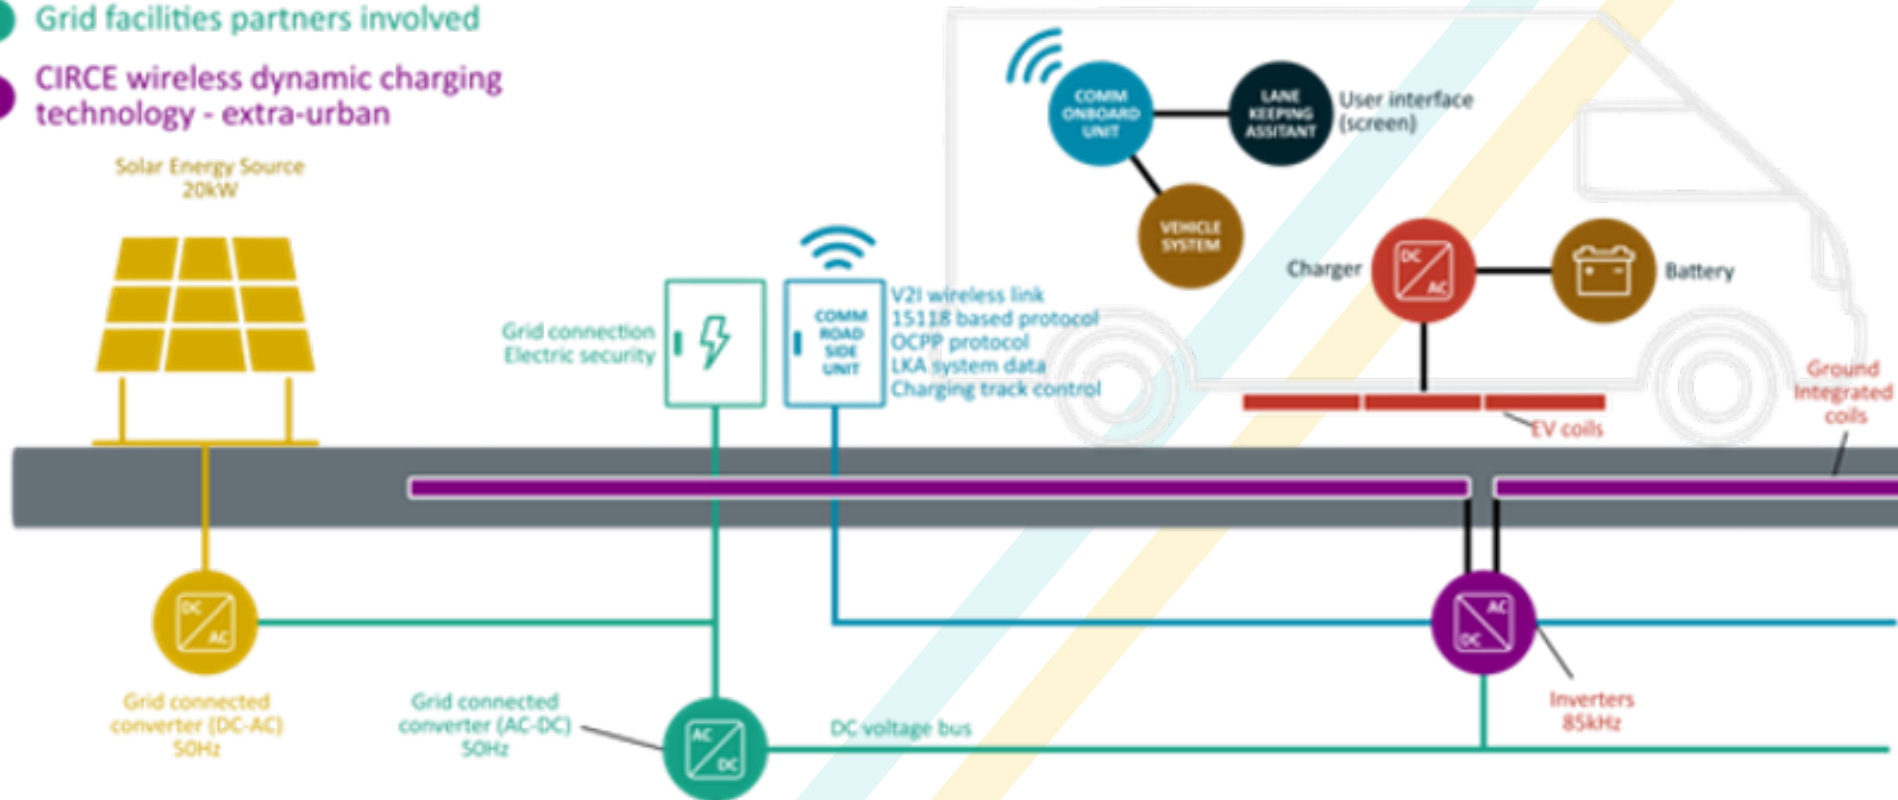 Grid facilities partners involved
CIRCE wireless dynamic charging
technology - extra-urban
Solar Energy Source
20kW
COMM
ONBOARD
UNIT
LANE
KEEPING
ASSITANT
User interface
(screen)
VEHICLE
SYSTEM
Charger
DC
AC
Battery
Grid connection
Electric security
COMM
ROAD
SIDE
UNIT
V2I wireless link
15118 based protocol
OCPP protocol
LKA system data
Charging track control
EV coils
Ground
Integrated
coils
DC
AC
Grid connected
converter (DC-AC)
50Hz
Grid connected
converter (AC-DC)
50Hz
AC
DC
DC voltage bus
AC
DC
Inverters
85kHz